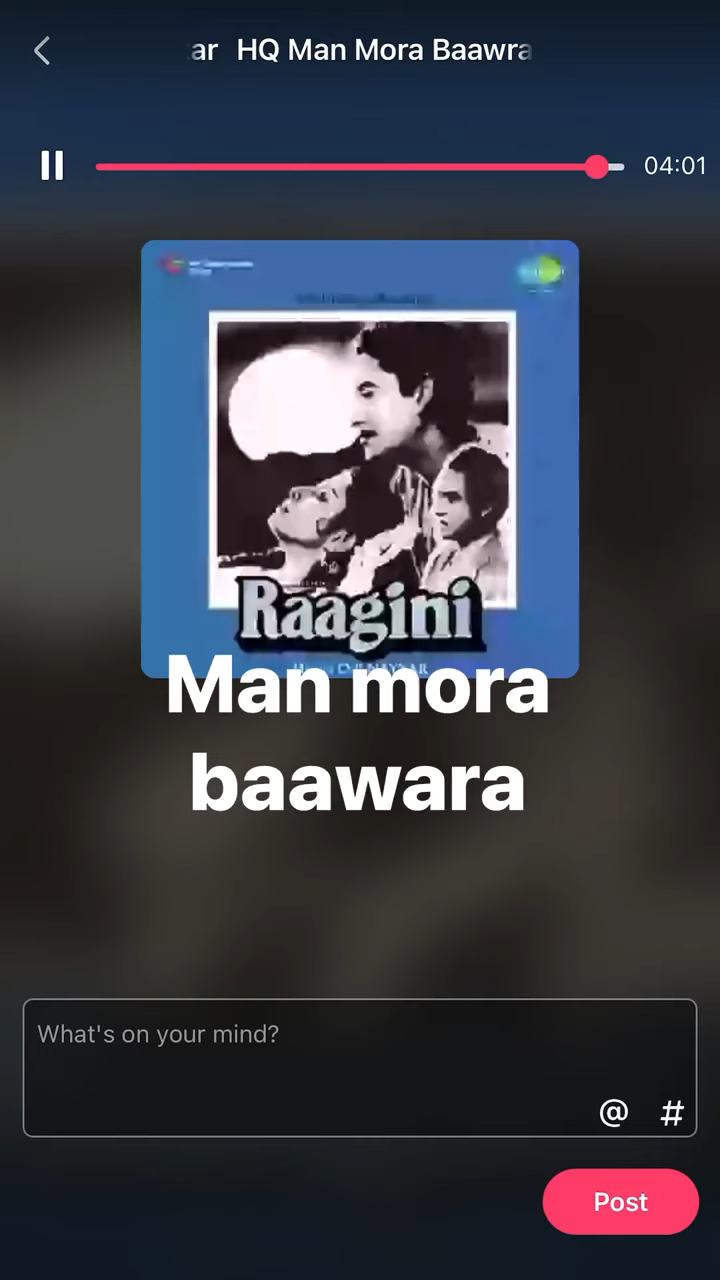 ar HQ Man Mora Baawra
04:01
Raagini
Man mora
baawara
What's on your mind?
@ #
Post